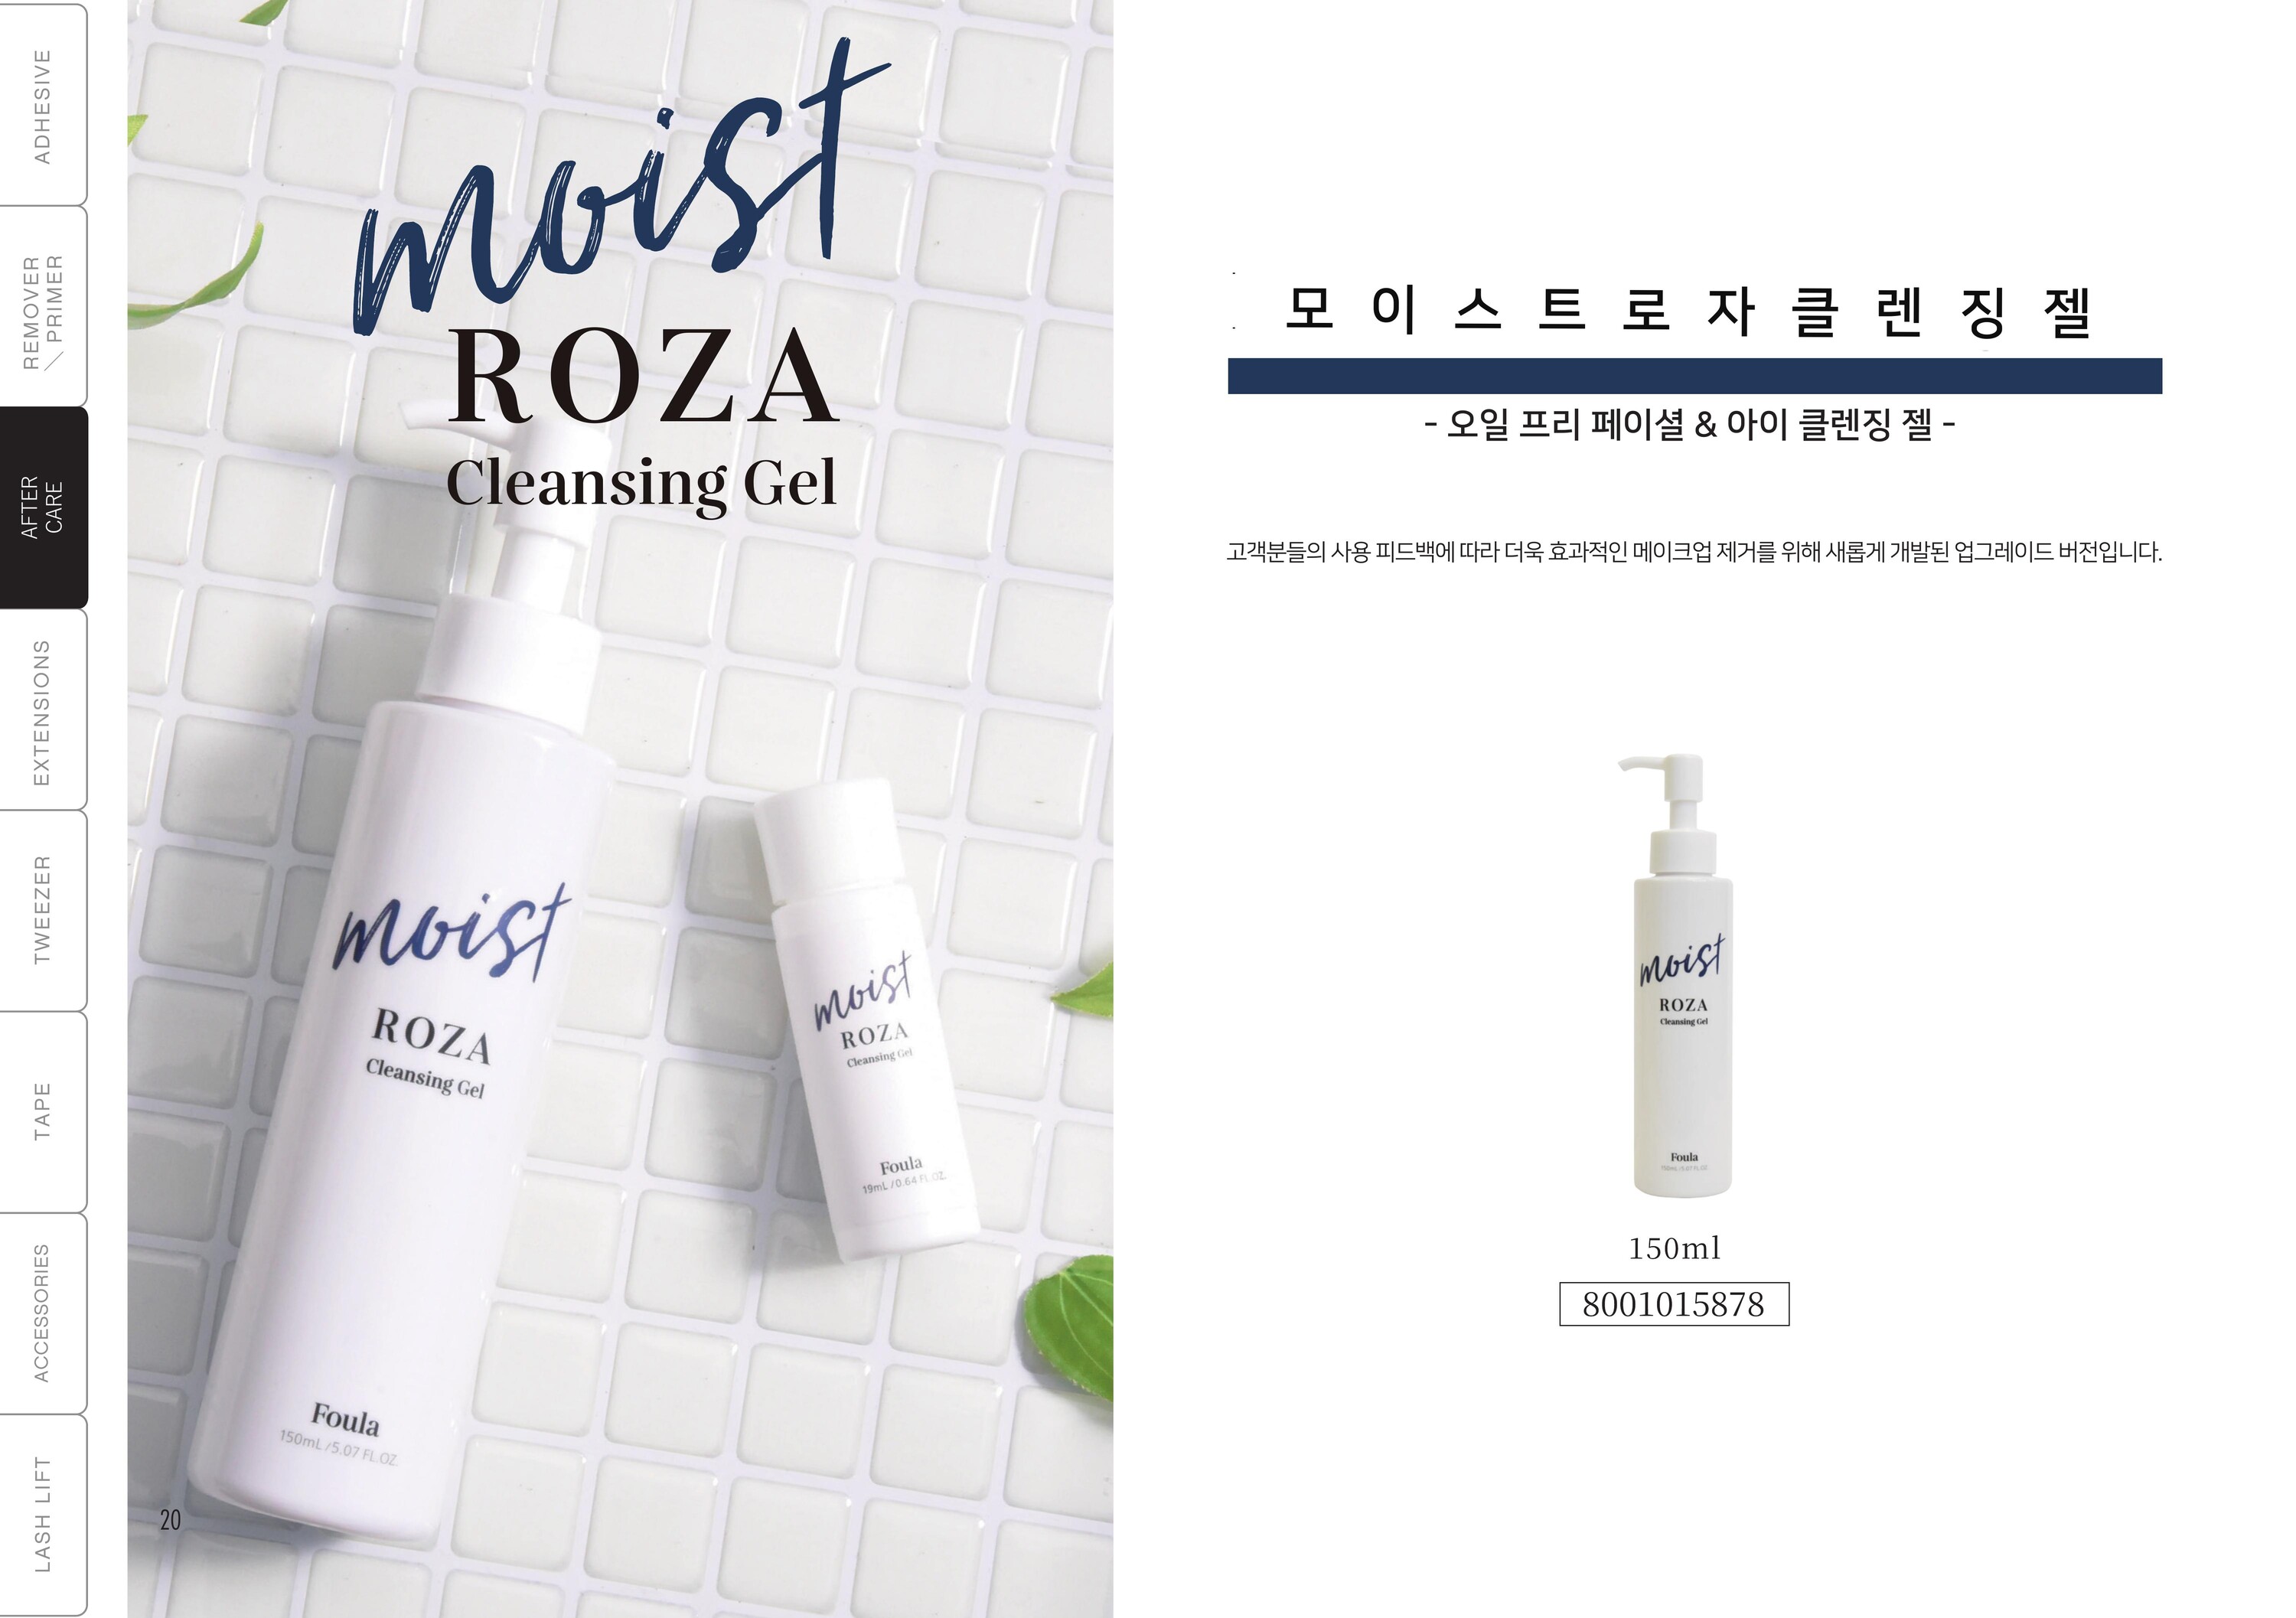 ADHESIVE
REMOVER
/ PRIMER
AFTER
CARE
EXTENSIONS
TWEEZER
TAPE
ACCESSORIES
LASH LIFT
moist
ROZA
Cleansing Gel
moist
ROZA
Cleansing Gel
Foula
150mL/5.07 FL.OZ.
moist
ROZA
Cleansing Gel
Foula
19mL/0.64 FL.OZ.
20
모이스트로자클렌징젤
- 오일 프리 페이셜 & 아이 클렌징 젤 -
고객분들의 사용 피드백에 따라 더욱 효과적인 메이크업 제거를 위해 새롭게 개발된 업그레이드 버전입니다.
moist
ROZA
Cleansing Gel
Foula
150mL/5.07 FL.OZ.
150ml
8001015878